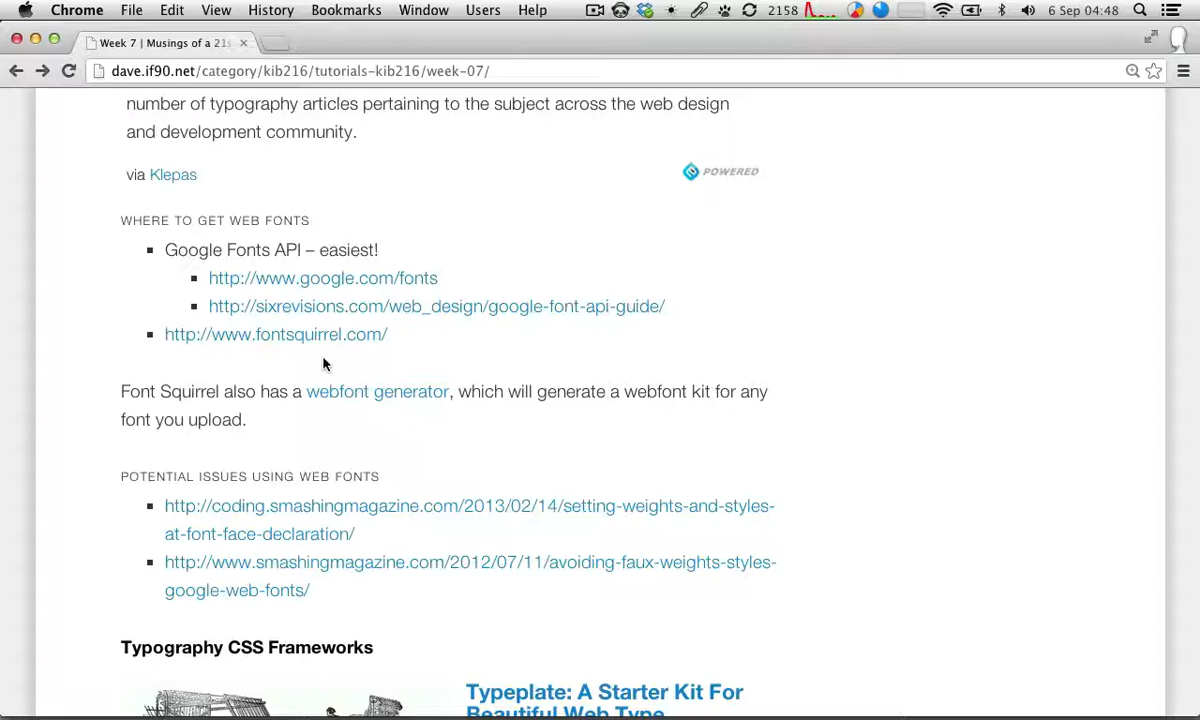 Chrome File Edit View History Bookmarks Window Users Help 2158 6 Sep 04:48
Week 7 | Musings of a 21s
dave.if90.net/category/kib216/tutorials-kib216/week-07/
number of typography articles pertaining to the subject across the web design
and development community.
via Klepas
POWERED
WHERE TO GET WEB FONTS
Google Fonts API – easiest!
http://www.google.com/fonts
http://sixrevisions.com/web_design/google-font-api-guide/
http://www.fontsquirrel.com/
Font Squirrel also has a webfont generator, which will generate a webfont kit for any
font you upload.
POTENTIAL ISSUES USING WEB FONTS
http://coding.smashingmagazine.com/2013/02/14/setting-weights-and-styles-
at-font-face-declaration/
http://www.smashingmagazine.com/2012/07/11/avoiding-faux-weights-styles-
google-web-fonts/
Typography CSS Frameworks
Typeplate: A Starter Kit For
Beautiful Web Type